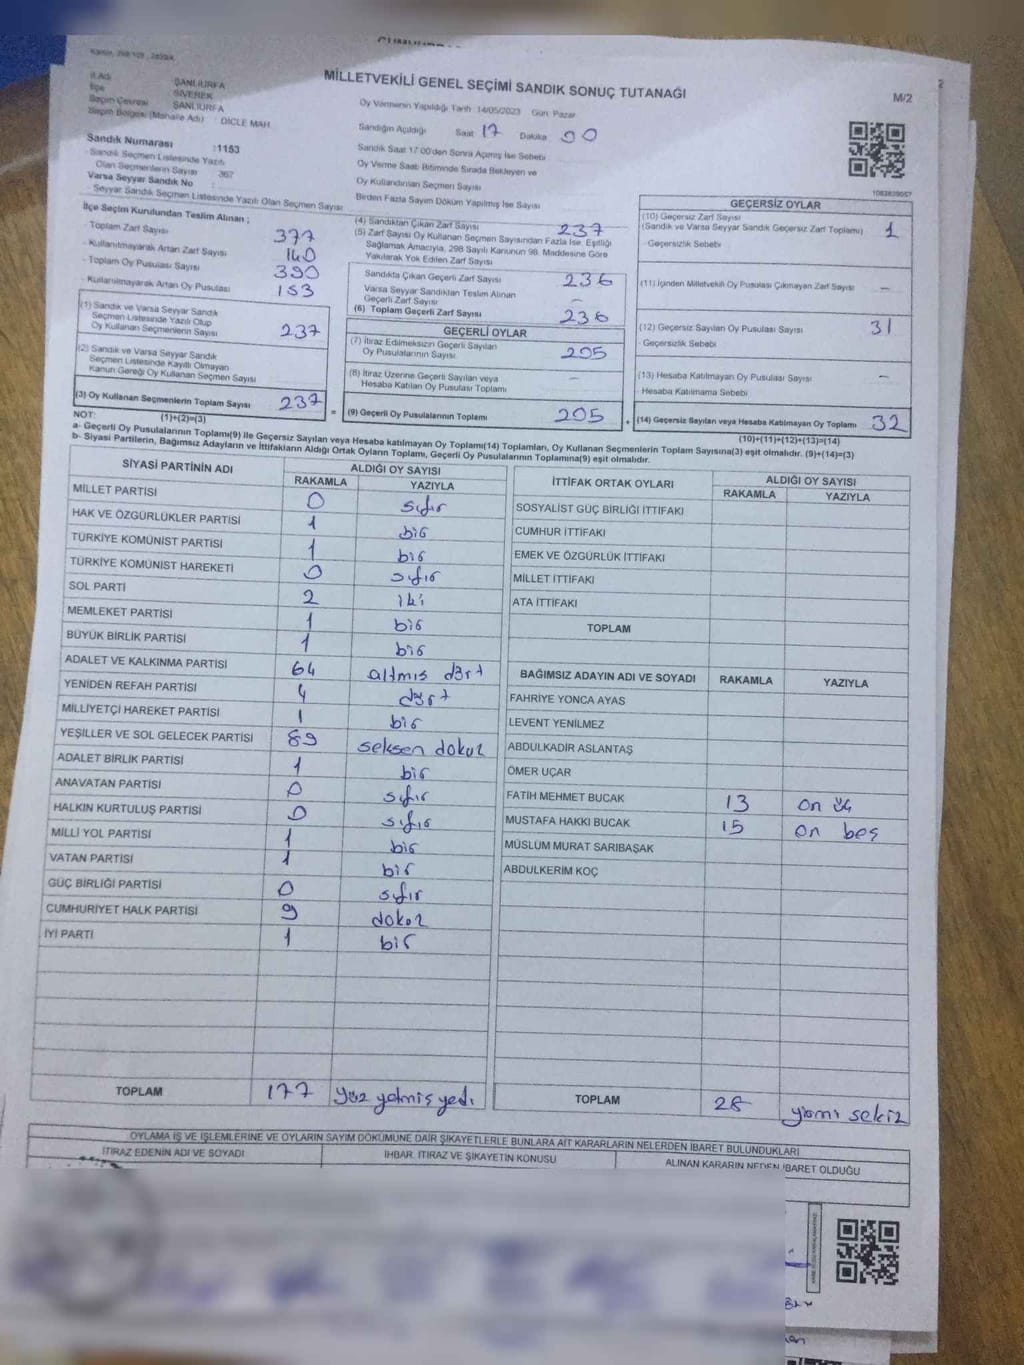 MİLLETVEKİLİ GENEL SEÇİMİ SANDIK SONUÇ TUTANAĞI
M/2
2
İl Adı ŞANLIURFA
İlçe SİVEREK
Seçim Çevresi ŞANLIURFA
Seçim Bölgesi (Mahalle Adı) : DİCLE MAH.
Oy Vermenin Yapıldığı Tarih : 14/05/2023 Gün: Pazar
Sandığın Açıldığı Saat 17 Dakika 00
Sandık Saat 17:00'den Sonra Açılmış İse Sebebi
Oy Verme Saati Bitiminde Sırada Bekleyen ve
Oy Kullandırılan Seçmen Sayısı
Birden Fazla Sayım Döküm Yapılmış İse Sayısı
Sandık Numarası :1153
- Sandık Seçmen Listesinde Yazılı
Olan Seçmenlerin Sayısı 367
Varsa Seyyar Sandık No
- Seyyar Sandık Seçmen Listesinde Yazılı Olan Seçmen Sayısı
1083839057
İlçe Seçim Kurulundan Teslim Alınan ;
- Toplam Zarf Sayısı 377
- Kullanılmayarak Artan Zarf Sayısı 140
- Toplam Oy Pusulası Sayısı 390
- Kullanılmayarak Artan Oy Pusulası 153
(1) Sandık ve Varsa Seyyar Sandık
Seçmen Listesinde Yazılı Olup
Oy Kullanan Seçmenlerin Sayısı 237
(2) Sandık ve Varsa Seyyar Sandık
Seçmen Listesinde Kayıtlı Olmayan
Kanun Gereği Oy Kullanan Seçmen Sayısı
(3) Oy Kullanan Seçmenlerin Toplam Sayısı 237
(1)+(2)=(3)
(4) Sandıktan Çıkan Zarf Sayısı 237
(5) Zarf Sayısı Oy Kullanan Seçmen Sayısından Fazla İse, Eşitliği
Sağlamak Amacıyla, 298 Sayılı Kanunun 98. Maddesine Göre
Yakılarak Yok Edilen Zarf Sayısı
Sandıkta Çıkan Geçerli Zarf Sayısı 236
Varsa Seyyar Sandıktan Teslim Alınan
Geçerli Zarf Sayısı -
(6) Toplam Geçerli Zarf Sayısı 236
GEÇERLİ OYLAR
(7) İtiraz Edilmeksizin Geçerli Sayılan
Oy Pusulalarının Sayısı 205
(8) İtiraz Üzerine Geçerli Sayılan veya
Hesaba Katılan Oy Pusulası Toplamı -
= (9) Geçerli Oy Pusulalarının Toplamı 205
GEÇERSİZ OYLAR
(10) Geçersiz Zarf Sayısı
(Sandık ve Varsa Seyyar Sandık Geçersiz Zarf Toplamı) 1
- Geçersizlik Sebebi
(11) İçinden Milletvekili Oy Pusulası Çıkmayan Zarf Sayısı -
(12) Geçersiz Sayılan Oy Pusulası Sayısı 31
- Geçersizlik Sebebi
(13) Hesaba Katılmayan Oy Pusulası Sayısı -
- Hesaba Katılmama Sebebi
+ (14) Geçersiz Sayılan veya Hesaba Katılmayan Oy Toplamı 32
(10)+(11)+(12)+(13)=(14)
NOT:
a- Geçerli Oy Pusulalarının Toplamı(9) ile Geçersiz Sayılan veya Hesaba katılmayan Oy Toplamı(14) Toplamları, Oy Kullanan Seçmenlerin Toplam Sayısına(3) eşit olmalıdır. (9)+(14)=(3)
b- Siyasi Partilerin, Bağımsız Adayların ve İttifakların Aldığı Ortak Oyların Toplamı, Geçerli Oy Pusulalarının Toplamına(9) eşit olmalıdır.
SİYASİ PARTİNİN ADI ALDIĞI OY SAYISI
RAKAMLA YAZIYLA
MİLLET PARTİSİ 0 sıfır
HAK VE ÖZGÜRLÜKLER PARTİSİ 1 bir
TÜRKİYE KOMÜNİST PARTİSİ 1 bir
TÜRKİYE KOMÜNİST HAREKETİ 0 sıfır
SOL PARTİ 2 iki
MEMLEKET PARTİSİ 1 bir
BÜYÜK BİRLİK PARTİSİ 1 bir
ADALET VE KALKINMA PARTİSİ 64 altmış dört
YENİDEN REFAH PARTİSİ 4 dört
MİLLİYETÇİ HAREKET PARTİSİ 1 bir
YEŞİLLER VE SOL GELECEK PARTİSİ 89 seksen dokuz
ADALET BİRLİK PARTİSİ 1 bir
ANAVATAN PARTİSİ 0 sıfır
HALKIN KURTULUŞ PARTİSİ 0 sıfır
MİLLİ YOL PARTİSİ 1 bir
VATAN PARTİSİ 1 bir
GÜÇ BİRLİĞİ PARTİSİ 0 sıfır
CUMHURİYET HALK PARTİSİ 9 dokuz
İYİ PARTİ 1 bir
TOPLAM 177 yüz yetmiş yedi
İTTİFAK ORTAK OYLARI ALDIĞI OY SAYISI
RAKAMLA YAZIYLA
SOSYALİST GÜÇ BİRLİĞİ İTTİFAKI
CUMHUR İTTİFAKI
EMEK VE ÖZGÜRLÜK İTTİFAKI
MİLLET İTTİFAKI
ATA İTTİFAKI
TOPLAM
BAĞIMSIZ ADAYIN ADI VE SOYADI RAKAMLA YAZIYLA
FAHRİYE YONCA AYAS
LEVENT YENİLMEZ
ABDULKADİR ASLANTAŞ
ÖMER UÇAR
FATİH MEHMET BUCAK 13 on üç
MUSTAFA HAKKI BUCAK 15 on beş
MÜSLÜM MURAT SARIBAŞAK
ABDULKERİM KOÇ
TOPLAM 28 yirmi sekiz
OYLAMA İŞ VE İŞLEMLERİNE VE OYLARIN SAYIM DÖKÜMÜNE DAİR ŞİKAYETLERLE BUNLARA AİT KARARLARIN NELERDEN İBARET BULUNDUKLARI
İTİRAZ EDENİN ADI VE SOYADI İHBAR, İTİRAZ VE ŞİKAYETİN KONUSU ALINAN KARARIN NEDEN İBARET OLDUĞU